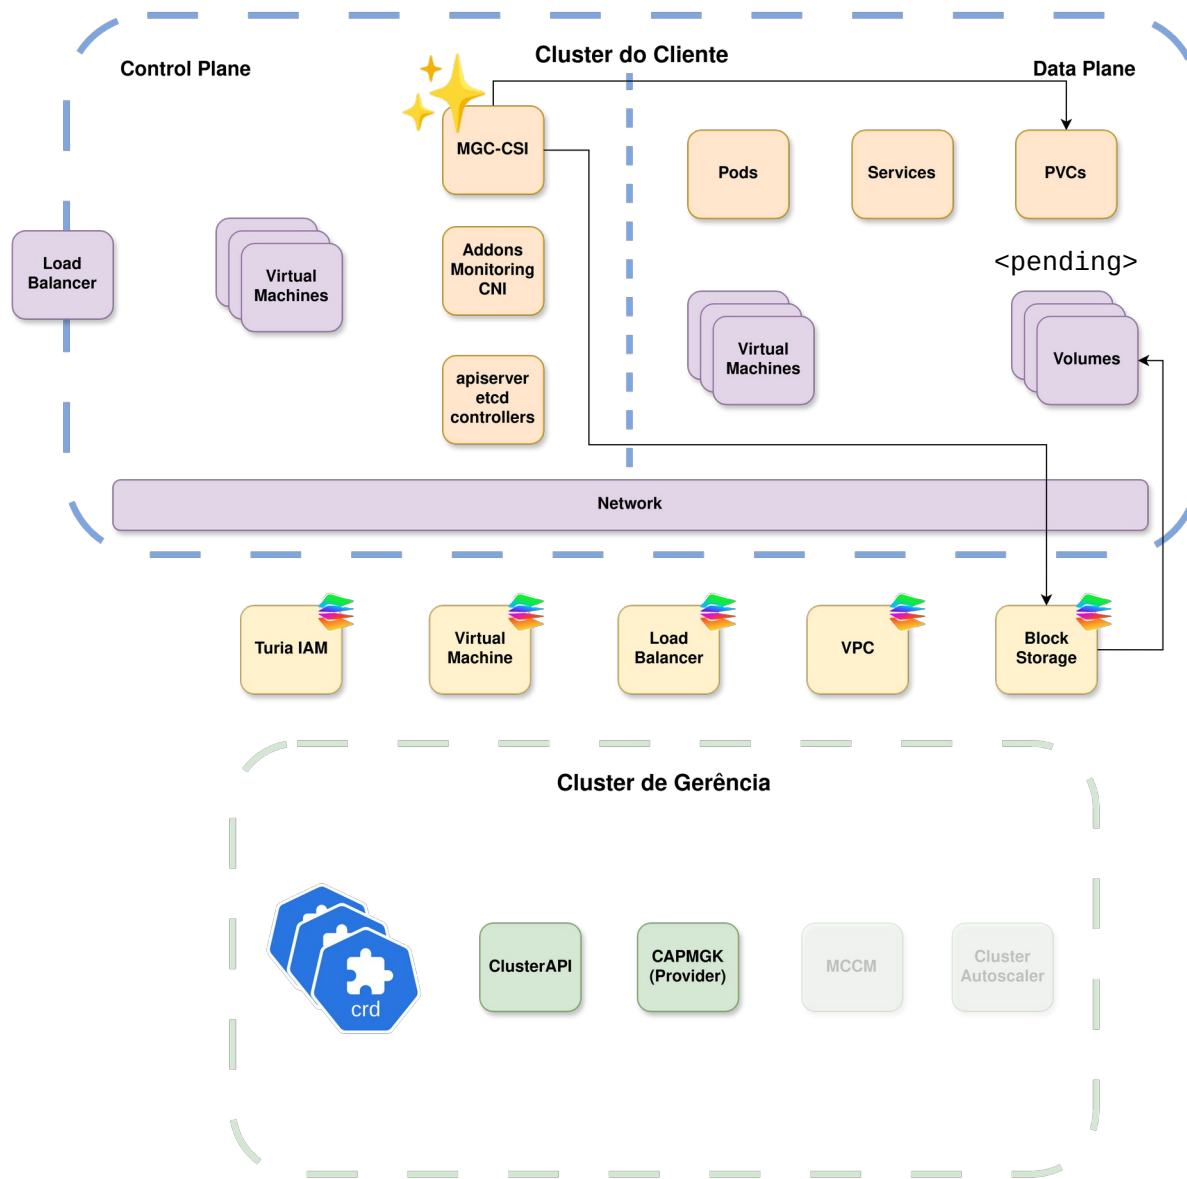 Cluster do Cliente
Control Plane
Data Plane
MGC-CSI
Pods
Services
PVCs
Load
Balancer
Virtual
Machines
Addons
Monitoring
CNI
<pending>
Virtual
Machines
Volumes
apiserver
etcd
controllers
Network
Turia IAM
Virtual
Machine
Load
Balancer
VPC
Block
Storage
Cluster de Gerência
crd
ClusterAPI
CAPMGK
(Provider)
MCCM
Cluster
Autoscaler